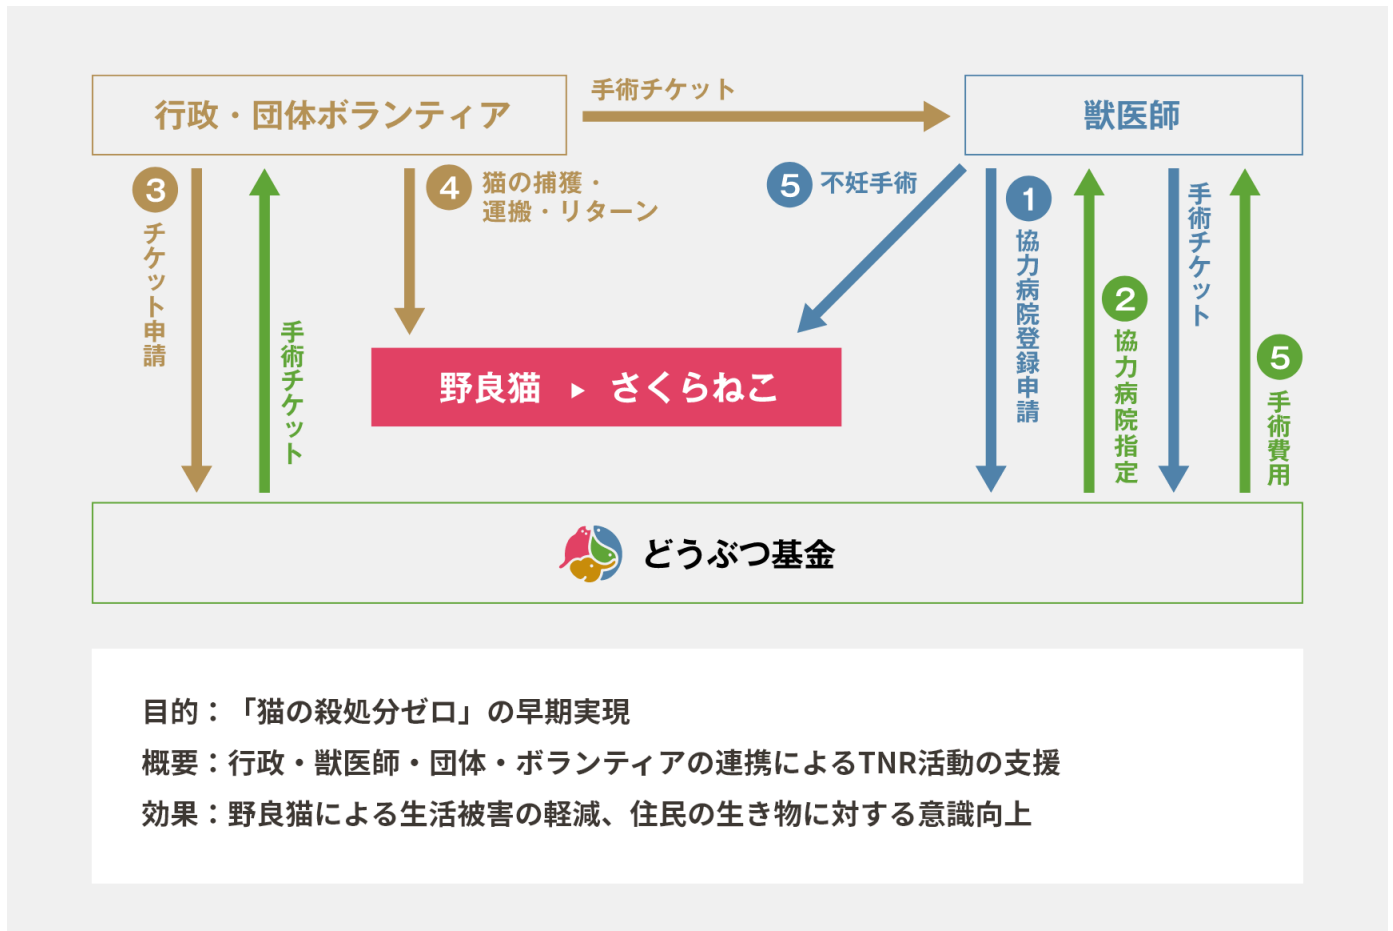 行政・団体ボランティア
手術チケット
獣医師
3
チケット申請
手術チケット
4
猫の捕獲・
運搬・リターン
5
不妊手術
1
協力病院登録申請
2
協力病院指定
手術チケット
5
手術費用
野良猫 ▶ さくらねこ
どうぶつ基金
目的：「猫の殺処分ゼロ」の早期実現
概要：行政・獣医師・団体・ボランティアの連携によるTNR活動の支援
効果：野良猫による生活被害の軽減、住民の生き物に対する意識向上